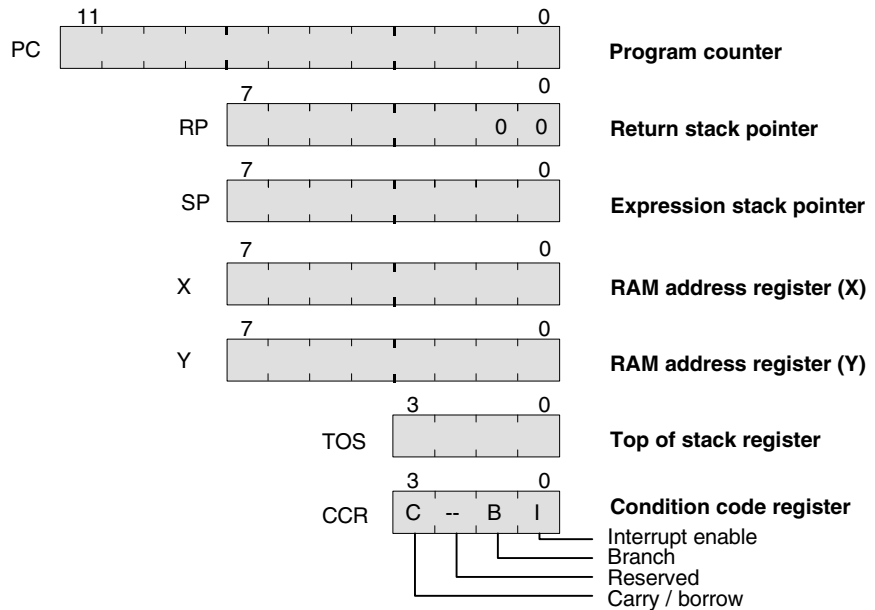 11 0
PC Program counter
7 0
RP 0 0 Return stack pointer
7 0
SP Expression stack pointer
7 0
X RAM address register (X)
7 0
Y RAM address register (Y)
3 0
TOS Top of stack register
3 0
CCR C -- B I Condition code register
Interrupt enable
Branch
Reserved
Carry / borrow